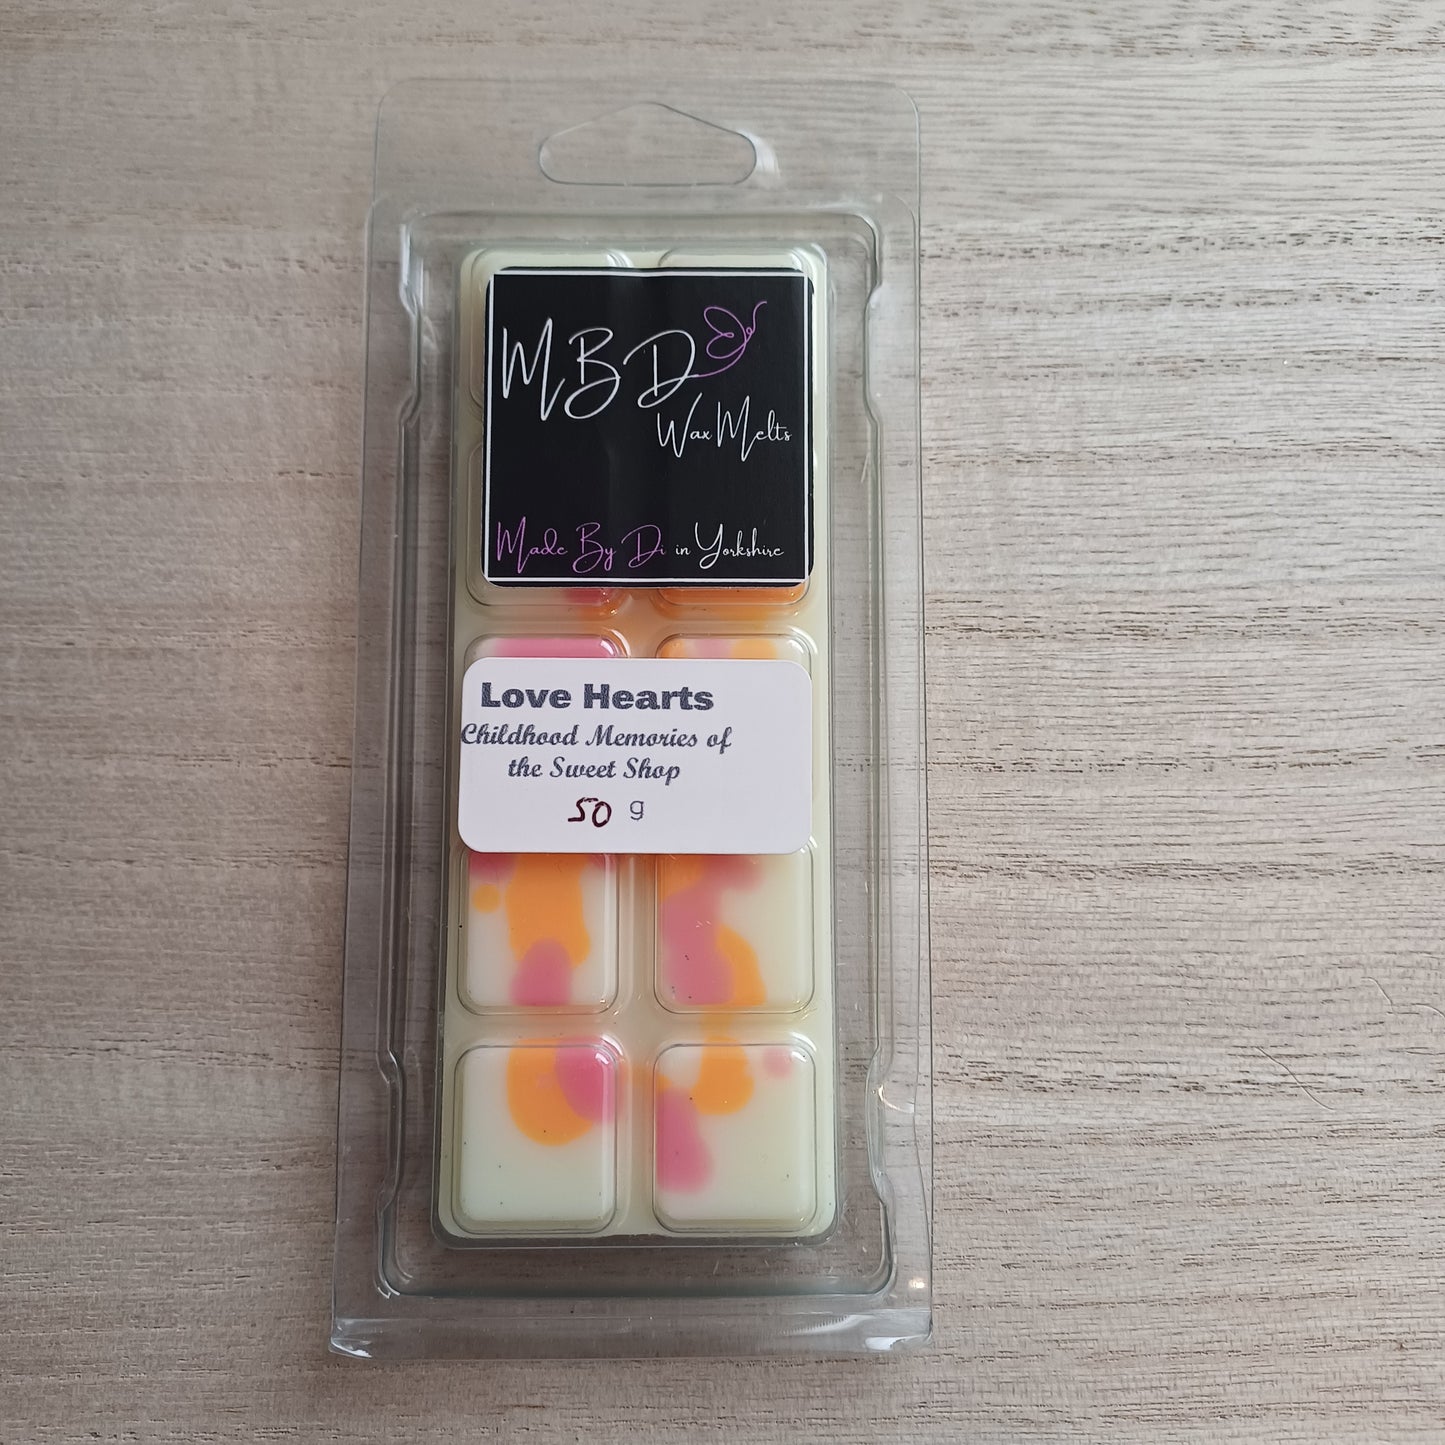 MBD
Wax Melts
Made By Di in Yorkshire
Love Hearts
Childhood Memories of
the Sweet Shop
50 g